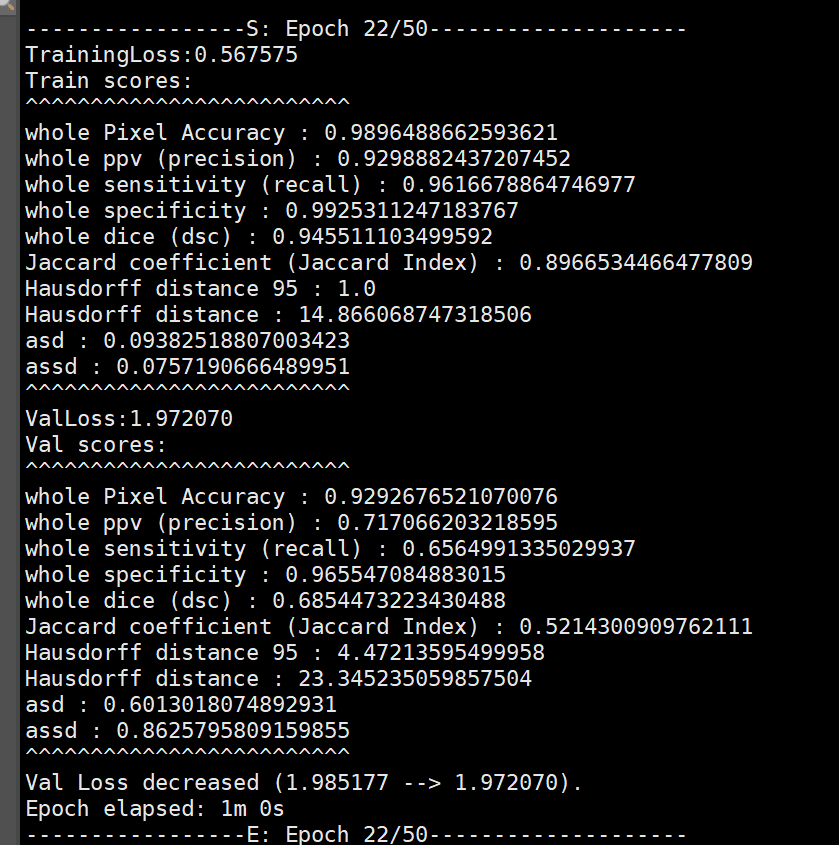 -----------------S: Epoch 22/50--------------------
TrainingLoss:0.567575
Train scores:
^^^^^^^^^^^^^^^^^^^^^^^^^
whole Pixel Accuracy : 0.9896488662593621
whole ppv (precision) : 0.9298882437207452
whole sensitivity (recall) : 0.9616678864746977
whole specificity : 0.9925311247183767
whole dice (dsc) : 0.945511103499592
Jaccard coefficient (Jaccard Index) : 0.8966534466477809
Hausdorff distance 95 : 1.0
Hausdorff distance : 14.866068747318506
asd : 0.09382518807003423
assd : 0.0757190666489951
^^^^^^^^^^^^^^^^^^^^^^^^^
ValLoss:1.972070
Val scores:
^^^^^^^^^^^^^^^^^^^^^^^^^
whole Pixel Accuracy : 0.9292676521070076
whole ppv (precision) : 0.717066203218595
whole sensitivity (recall) : 0.6564991335029937
whole specificity : 0.965547084883015
whole dice (dsc) : 0.6854473223430488
Jaccard coefficient (Jaccard Index) : 0.5214300909762111
Hausdorff distance 95 : 4.47213595499958
Hausdorff distance : 23.345235059857504
asd : 0.6013018074892931
assd : 0.8625795809159855
^^^^^^^^^^^^^^^^^^^^^^^^^
Val Loss decreased (1.985177 --> 1.972070).
Epoch elapsed: 1m 0s
-----------------E: Epoch 22/50--------------------